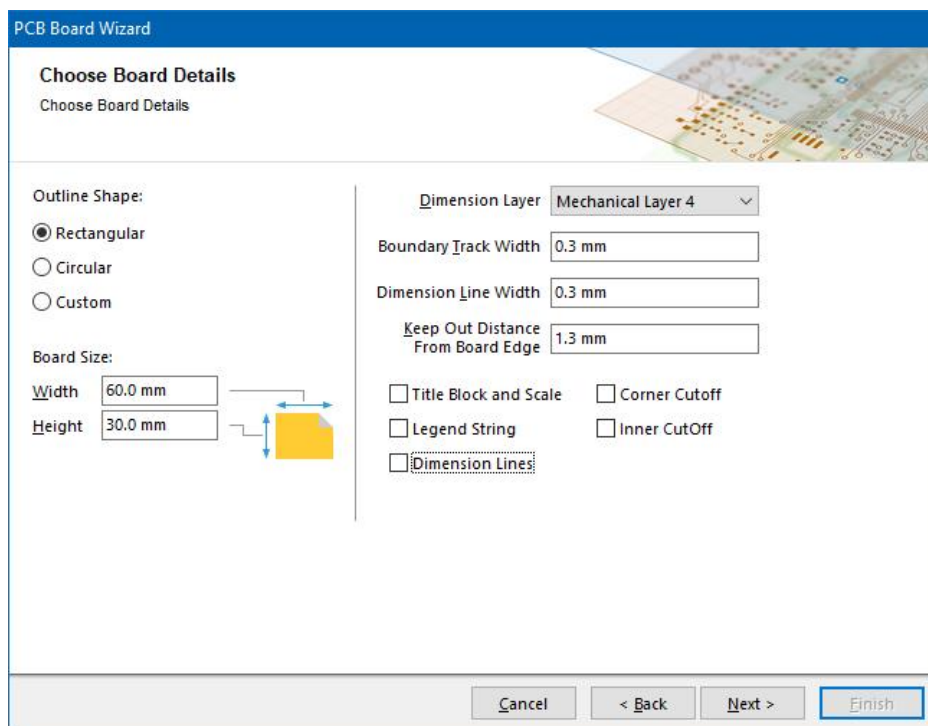 PCB Board Wizard
Choose Board Details
Choose Board Details
Outline Shape:
Rectangular
Circular
Custom
Board Size:
Width 60.0 mm
Height 30.0 mm
Dimension Layer Mechanical Layer 4
Boundary Track Width 0.3 mm
Dimension Line Width 0.3 mm
Keep Out Distance
From Board Edge 1.3 mm
Title Block and Scale Corner Cutoff
Legend String Inner CutOff
Dimension Lines
Cancel < Back Next > Finish